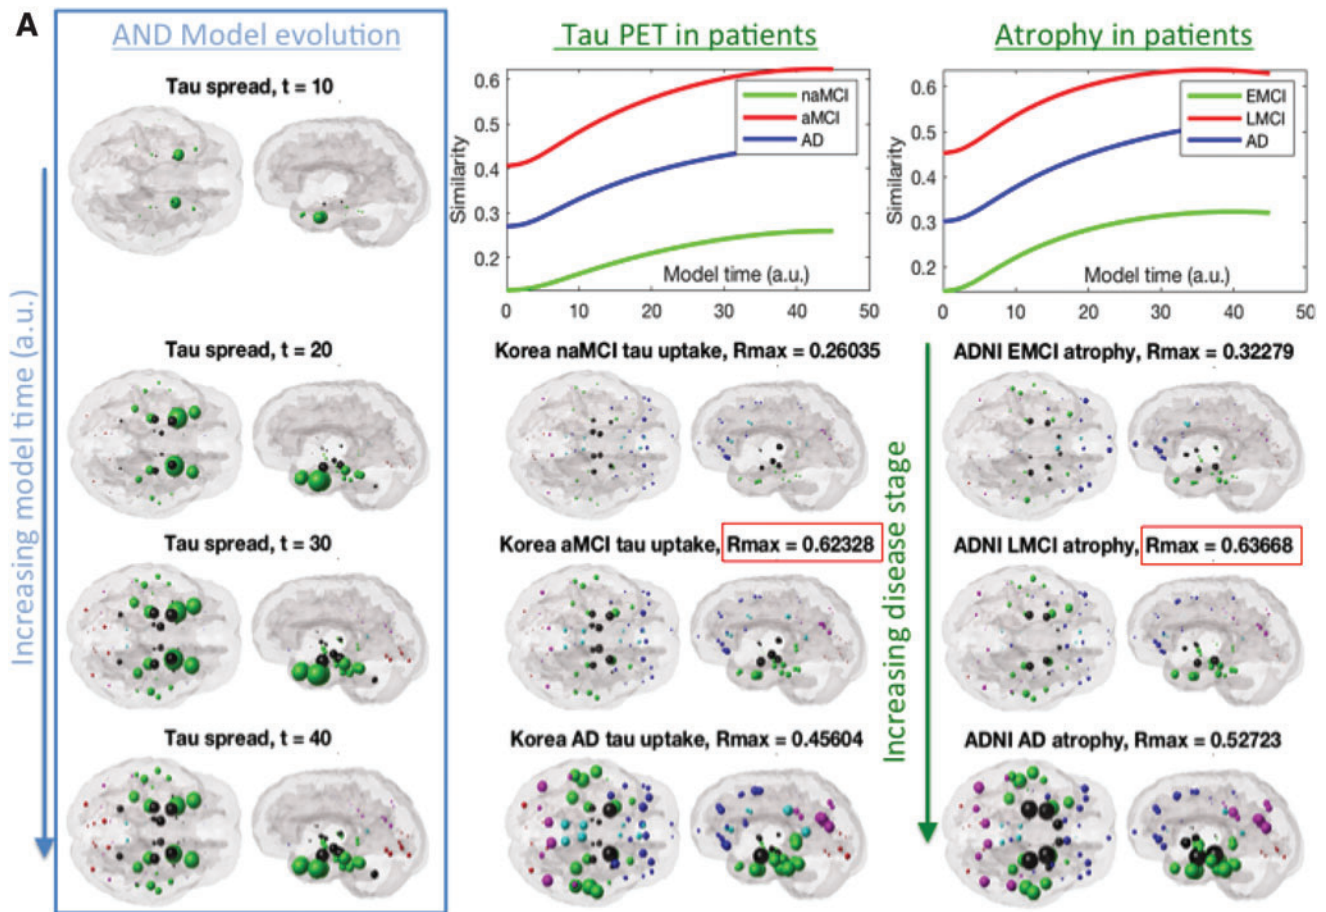 A
AND Model evolution
Tau PET in patients
Atrophy in patients
Increasing model time (a.u.)
Tau spread, t = 10
Similarity
0.6
0.5
0.4
0.3
0.2
naMCI
aMCI
AD
Model time (a.u.)
0 10 20 30 40 50
Similarity
0.6
0.5
0.4
0.3
0.2
EMCI
LMCI
AD
Model time (a.u.)
0 10 20 30 40 50
Tau spread, t = 20
Korea naMCI tau uptake, Rmax = 0.26035
ADNI EMCI atrophy, Rmax = 0.32279
Increasing disease stage
Tau spread, t = 30
Korea aMCI tau uptake, Rmax = 0.62328
ADNI LMCI atrophy, Rmax = 0.63668
Tau spread, t = 40
Korea AD tau uptake, Rmax = 0.45604
ADNI AD atrophy, Rmax = 0.52723